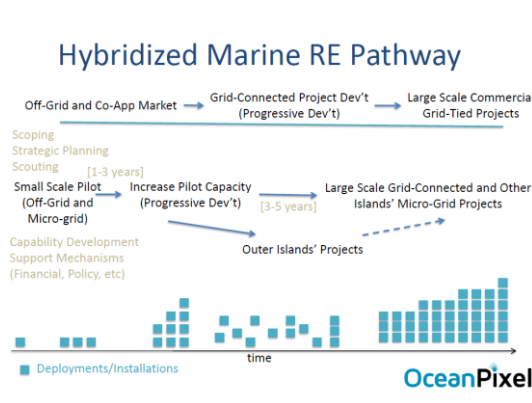 Hybridized Marine RE Pathway
Off-Grid and Co-App Market
Grid-Connected Project Dev't
(Progressive Dev't)
Large Scale Commercia
Grid-Tied Projects
Scoping
Strategic Planning
Scouting
[1-3 years]
Small Scale Pilot
(Off-Grid and
Micro-grid)
Increase Pilot Capacity
(Progressive Dev't)
[3-5 years]
Large Scale Grid-Connected and Other
Islands' Micro-Grid Projects
Capability Development
Support Mechanisms
(Financial, Policy, etc)
Outer Islands' Projects
time
Deployments/Installations
OceanPixel